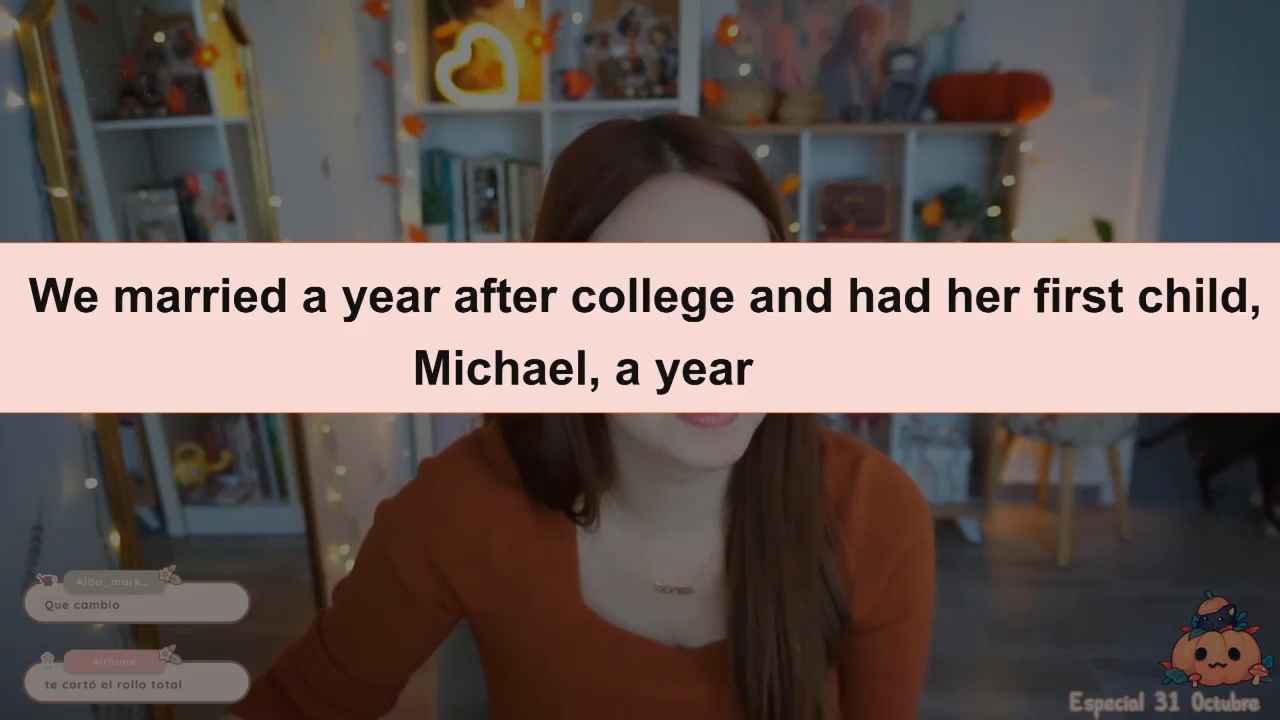 We married a year after college and had her first child,
Michael, a year
Alba_mark_
Que cambio
Alrhune
te cortó el rollo total
Especial 31 Octubre